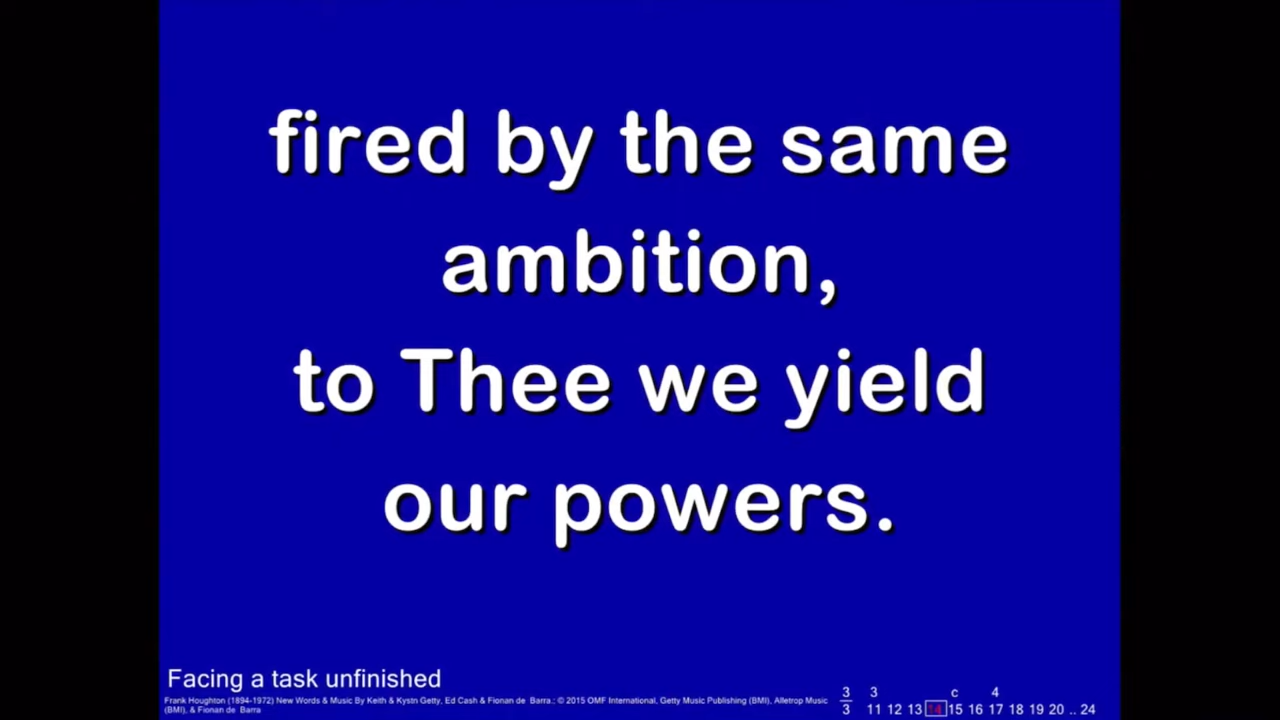 fired by the same
ambition,
to Thee we yield
our powers.
Facing a task unfinished
Frank Houghton (1894-1972) New Words & Music By Keith & Kystn Getty, Ed Cash & Fionan de Barra.; © 2015 OMF International, Getty Music Publishing (BMI), Alletrop Music
(BMI), & Fionan de Barra
3 3 c 4
3 11 12 13 14 15 16 17 18 19 20 .. 24